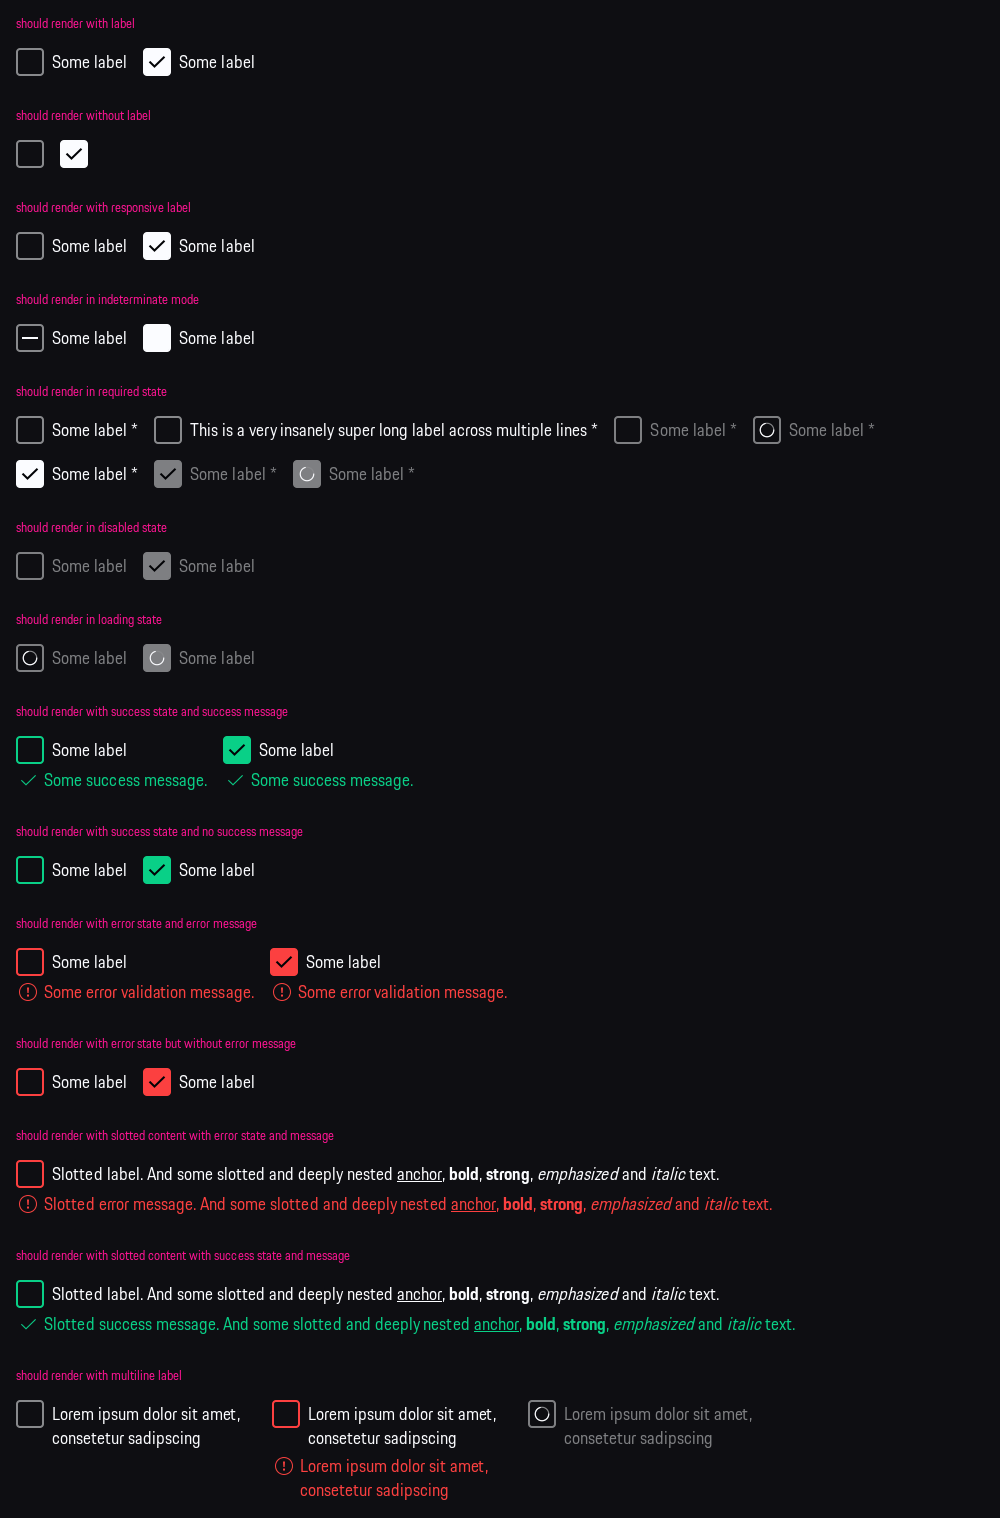 should render with label
Some label Some label
should render without label
should render with responsive label
Some label Some label
should render in indeterminate mode
Some label Some label
should render in required state
Some label * This is a very insanely super long label across multiple lines * Some label * Some label *
Some label * Some label * Some label *
should render in disabled state
Some label Some label
should render in loading state
Some label Some label
should render with success state and success message
Some label Some label
Some success message. Some success message.
should render with success state and no success message
Some label Some label
should render with error state and error message
Some label Some label
Some error validation message. Some error validation message.
should render with error state but without error message
Some label Some label
should render with slotted content with error state and message
Slotted label. And some slotted and deeply nested anchor, bold, strong, emphasized and italic text.
Slotted error message. And some slotted and deeply nested anchor, bold, strong, emphasized and italic text.
should render with slotted content with success state and message
Slotted label. And some slotted and deeply nested anchor, bold, strong, emphasized and italic text.
Slotted success message. And some slotted and deeply nested anchor, bold, strong, emphasized and italic text.
should render with multiline label
Lorem ipsum dolor sit amet, Lorem ipsum dolor sit amet, Lorem ipsum dolor sit amet,
consetetur sadipscing consetetur sadipscing consetetur sadipscing
Lorem ipsum dolor sit amet,
consetetur sadipscing